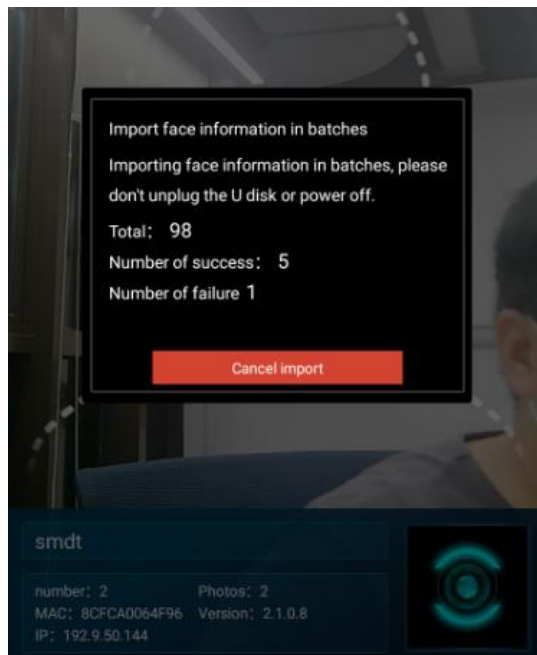 Import face information in batches
Importing face information in batches, please
don't unplug the U disk or power off.
Total： 98
Number of success： 5
Number of failure 1
Cancel import
smdt
number：2 Photos：2
MAC：8CFCA0064F96 Version：2.1.0.8
IP：192.9.50.144